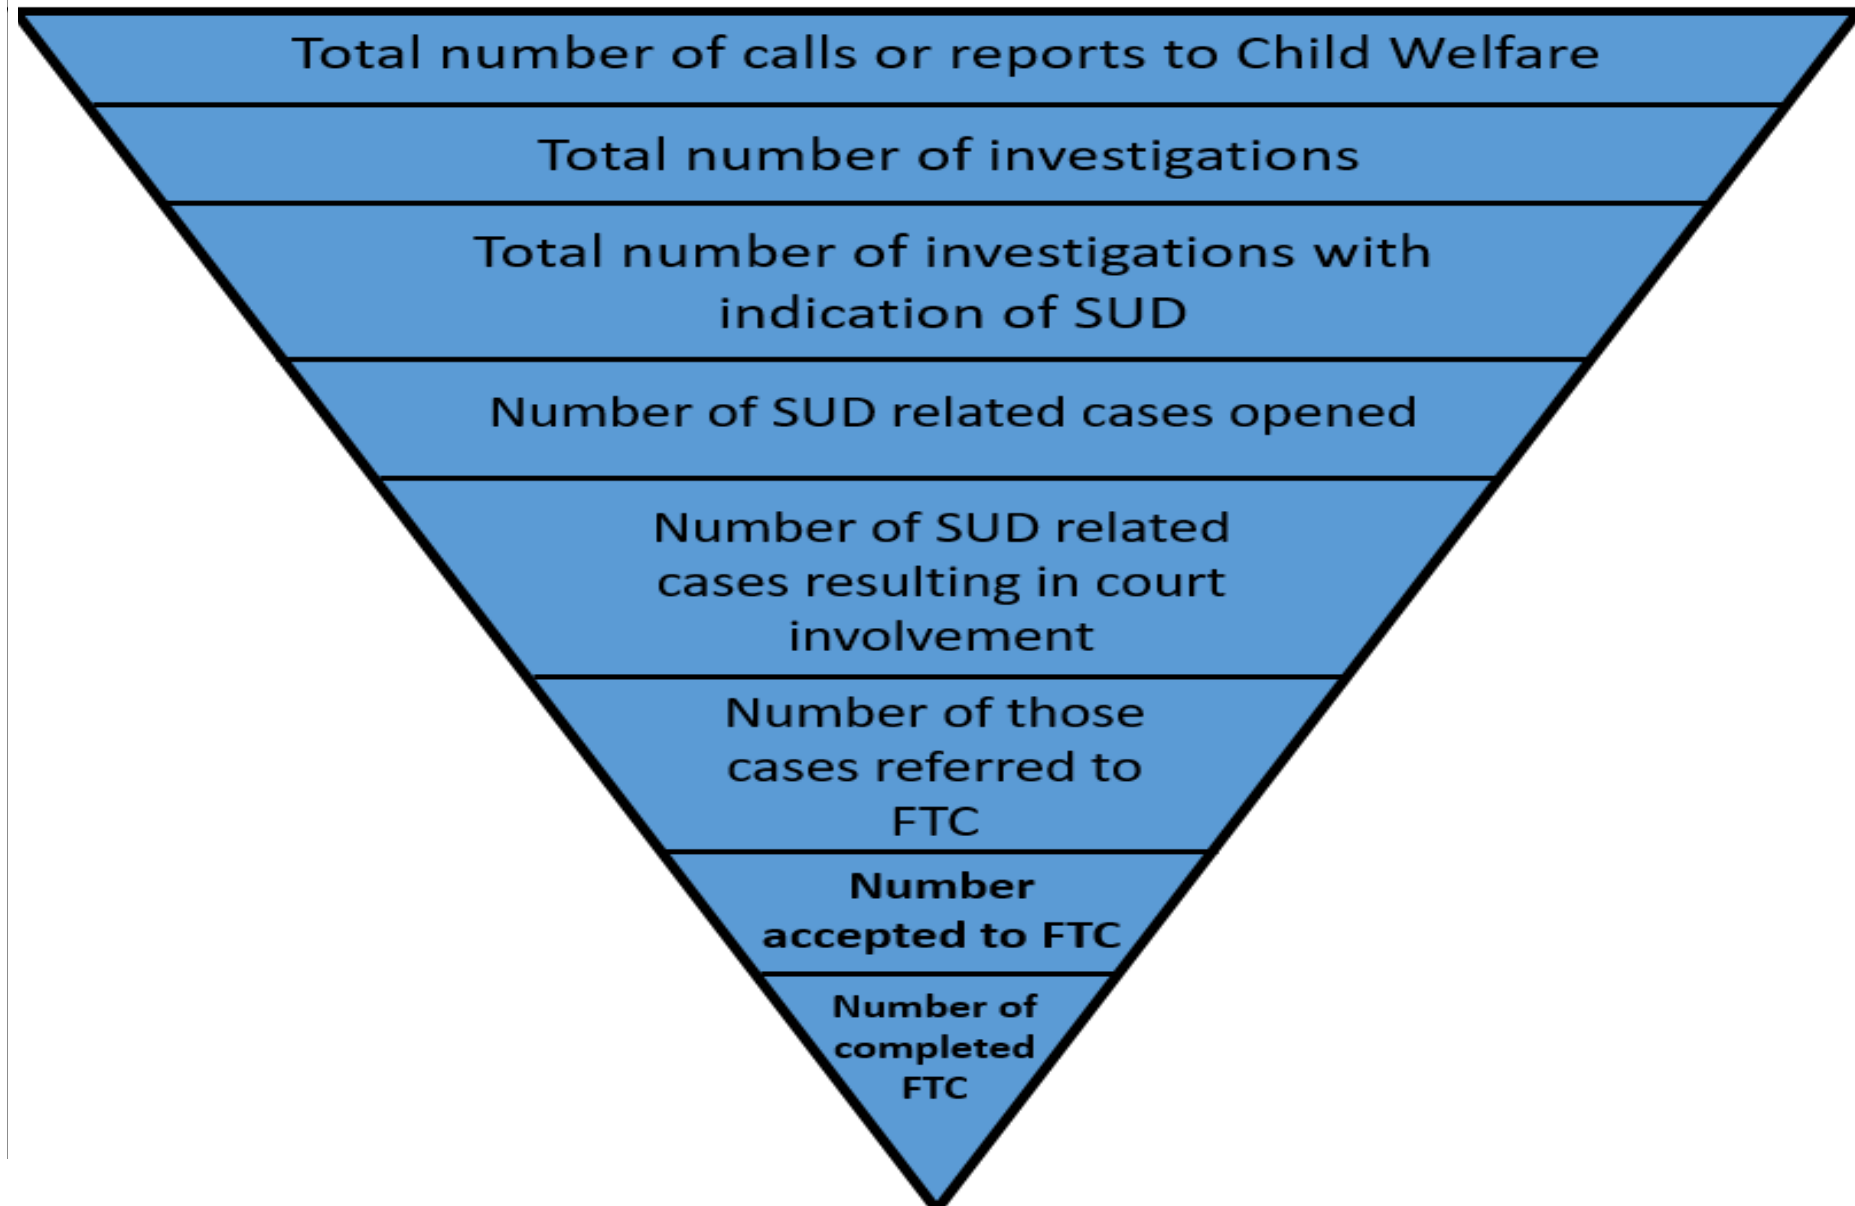 Total number of calls or reports to Child Welfare
Total number of investigations
Total number of investigations with
indication of SUD
Number of SUD related cases opened
Number of SUD related
cases resulting in court
involvement
Number of those
cases referred to
FTC
Number
accepted to FTC
Number of
completed
FTC